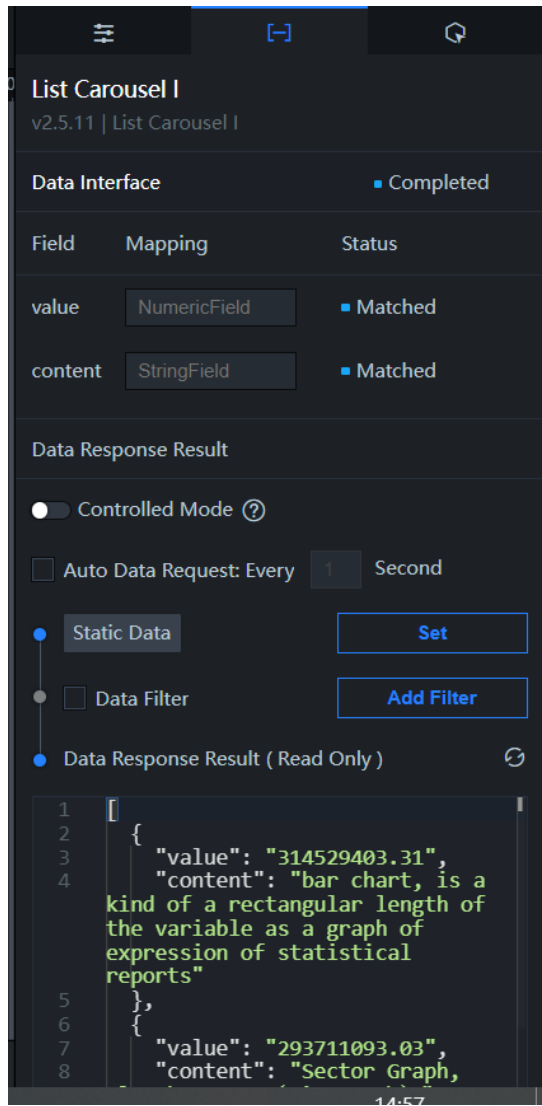 List Carousel I
v2.5.11 | List Carousel I
Data Interface Completed
Field Mapping Status
value NumericField Matched
content StringField Matched
Data Response Result
Controlled Mode ?
Auto Data Request: Every 1 Second
Static Data Set
Data Filter Add Filter
Data Response Result ( Read Only )
1 [
2 {
3 "value": "314529403.31",
4 "content": "bar chart, is a
kind of a rectangular length of
the variable as a graph of
expression of statistical
reports"
5 },
6 {
7 "value": "293711093.03",
8 "content": "Sector Graph,
14:57